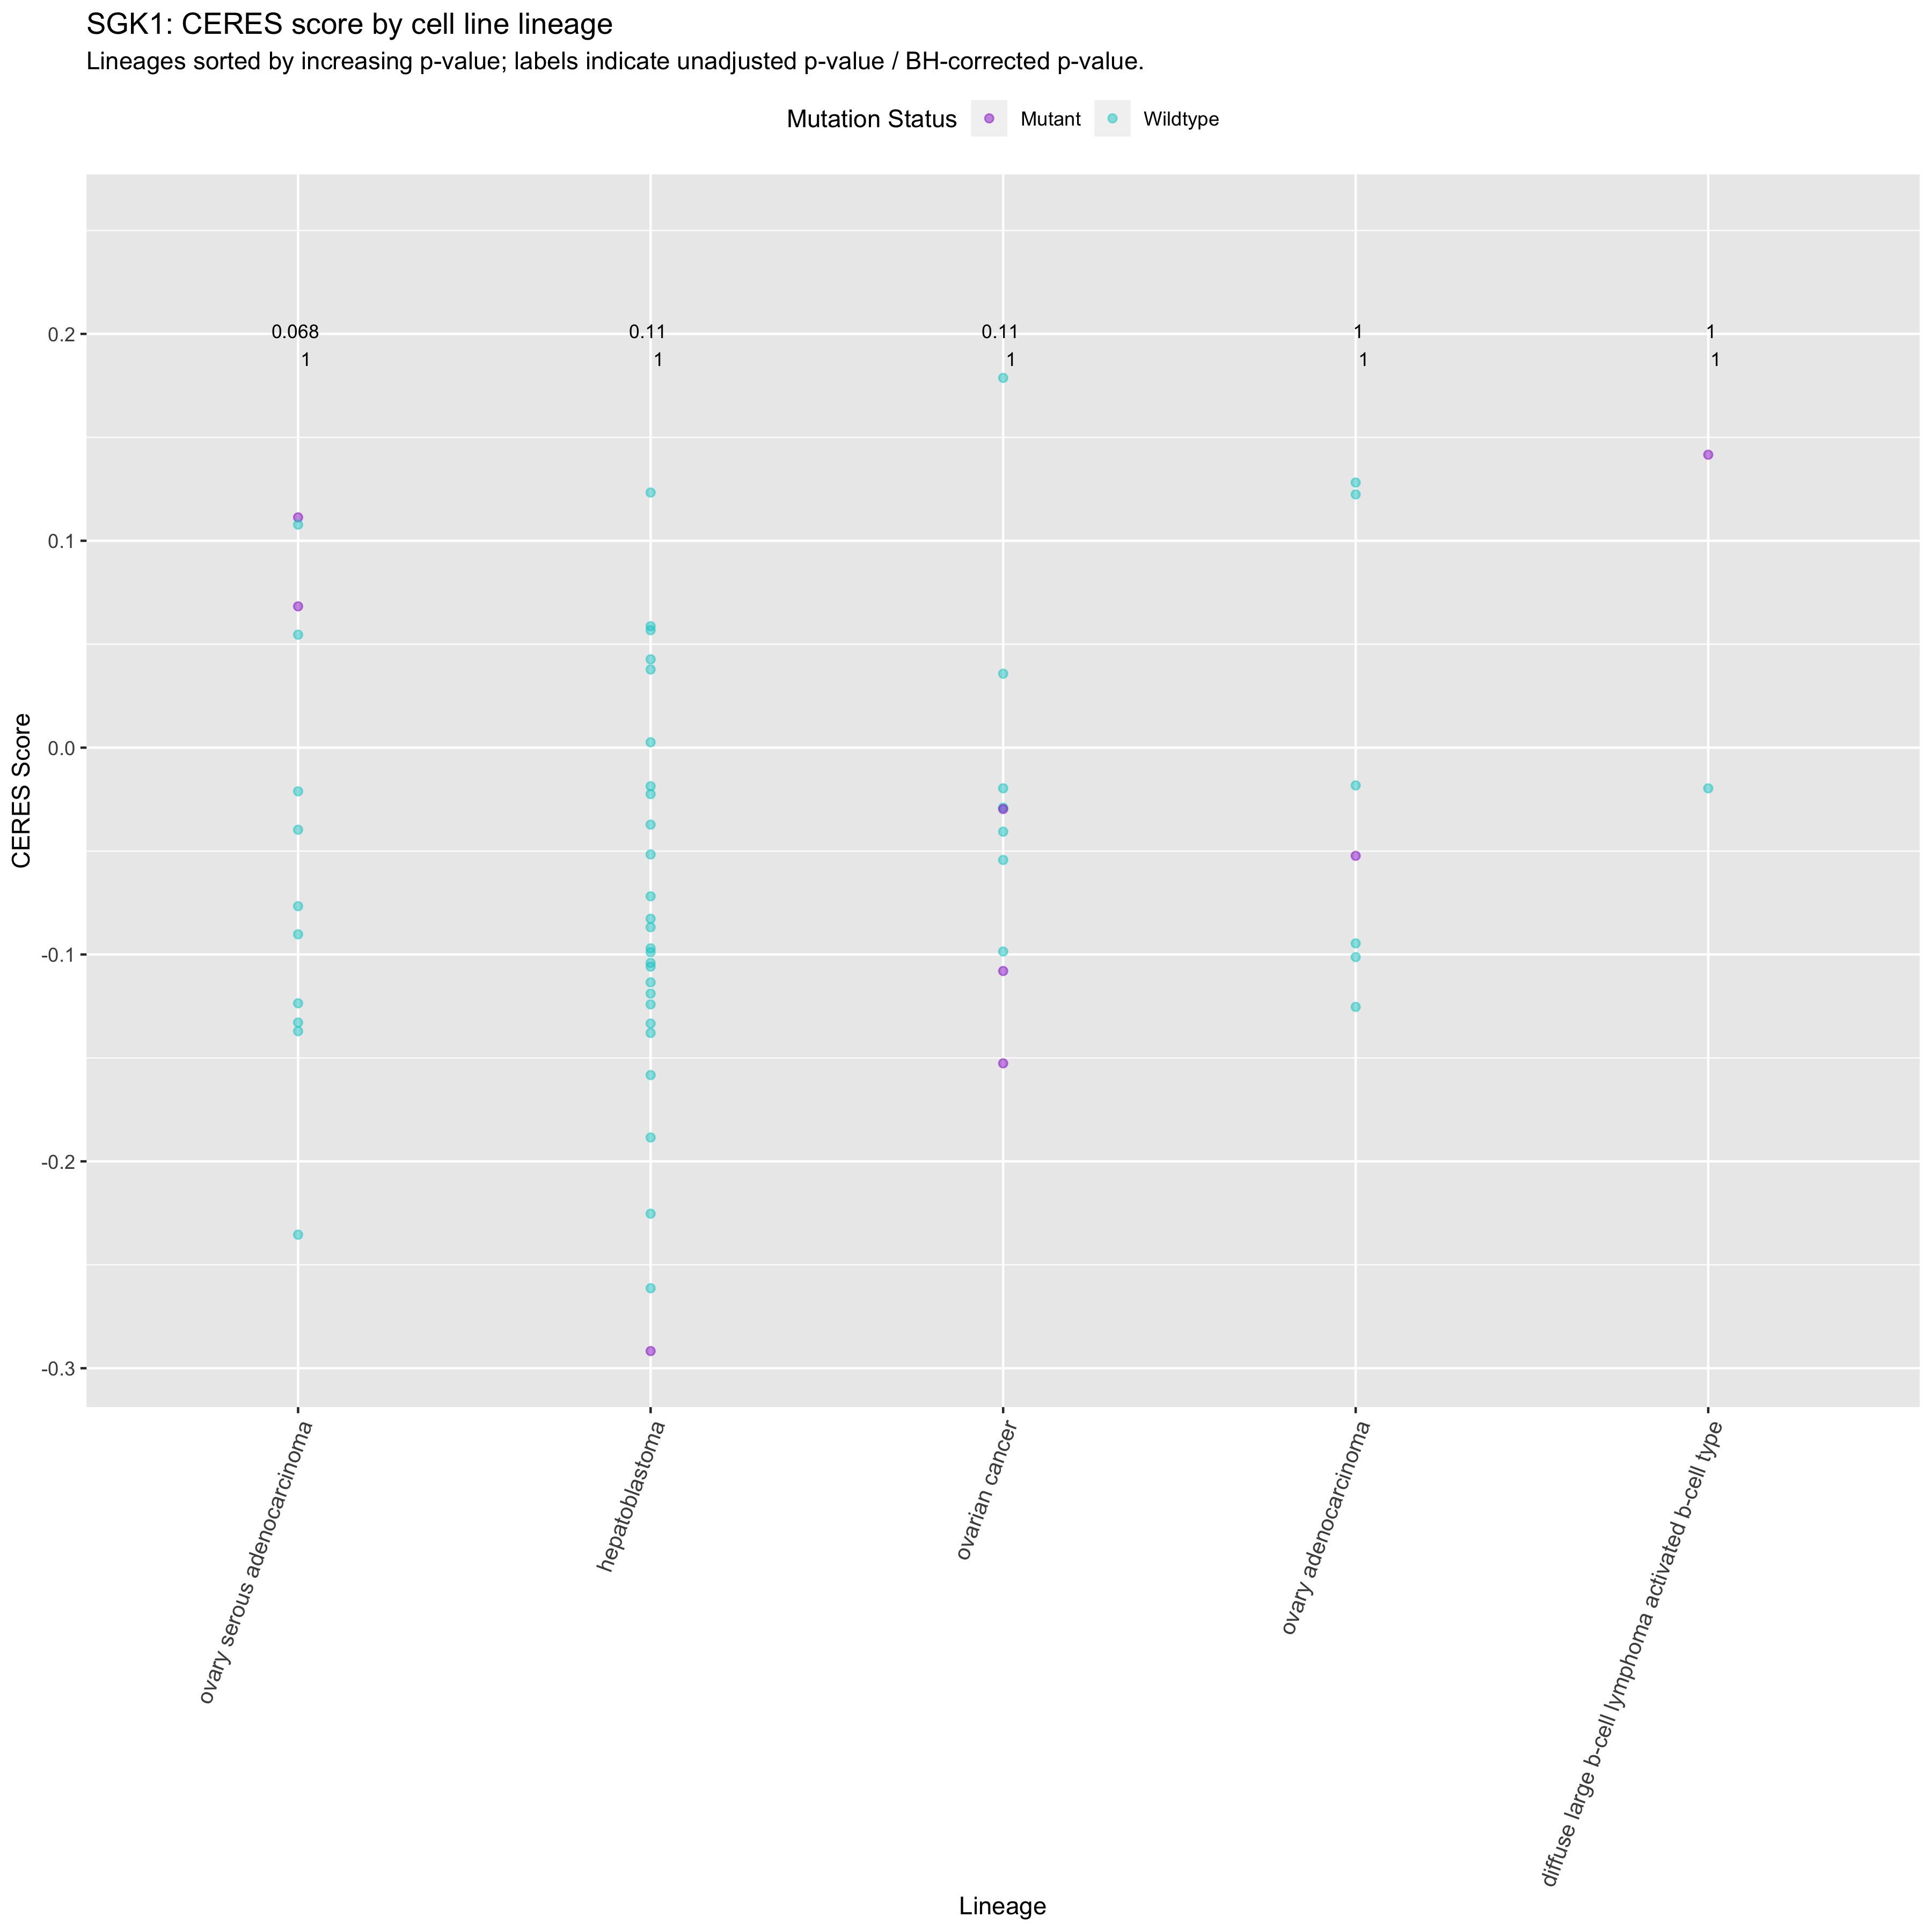 SGK1: CERES score by cell line lineage
Lineages sorted by increasing p-value; labels indicate unadjusted p-value / BH-corrected p-value.
Mutation Status Mutant Wildtype
0.068 0.11 0.11 1 1
1 1 1 1 1
0.2
0.1
0.0
-0.1
-0.2
-0.3
CERES Score
ovary serous adenocarcinoma
hepatoblastoma
ovarian cancer
ovary adenocarcinoma
diffuse large b-cell lymphoma activated b-cell type
Lineage